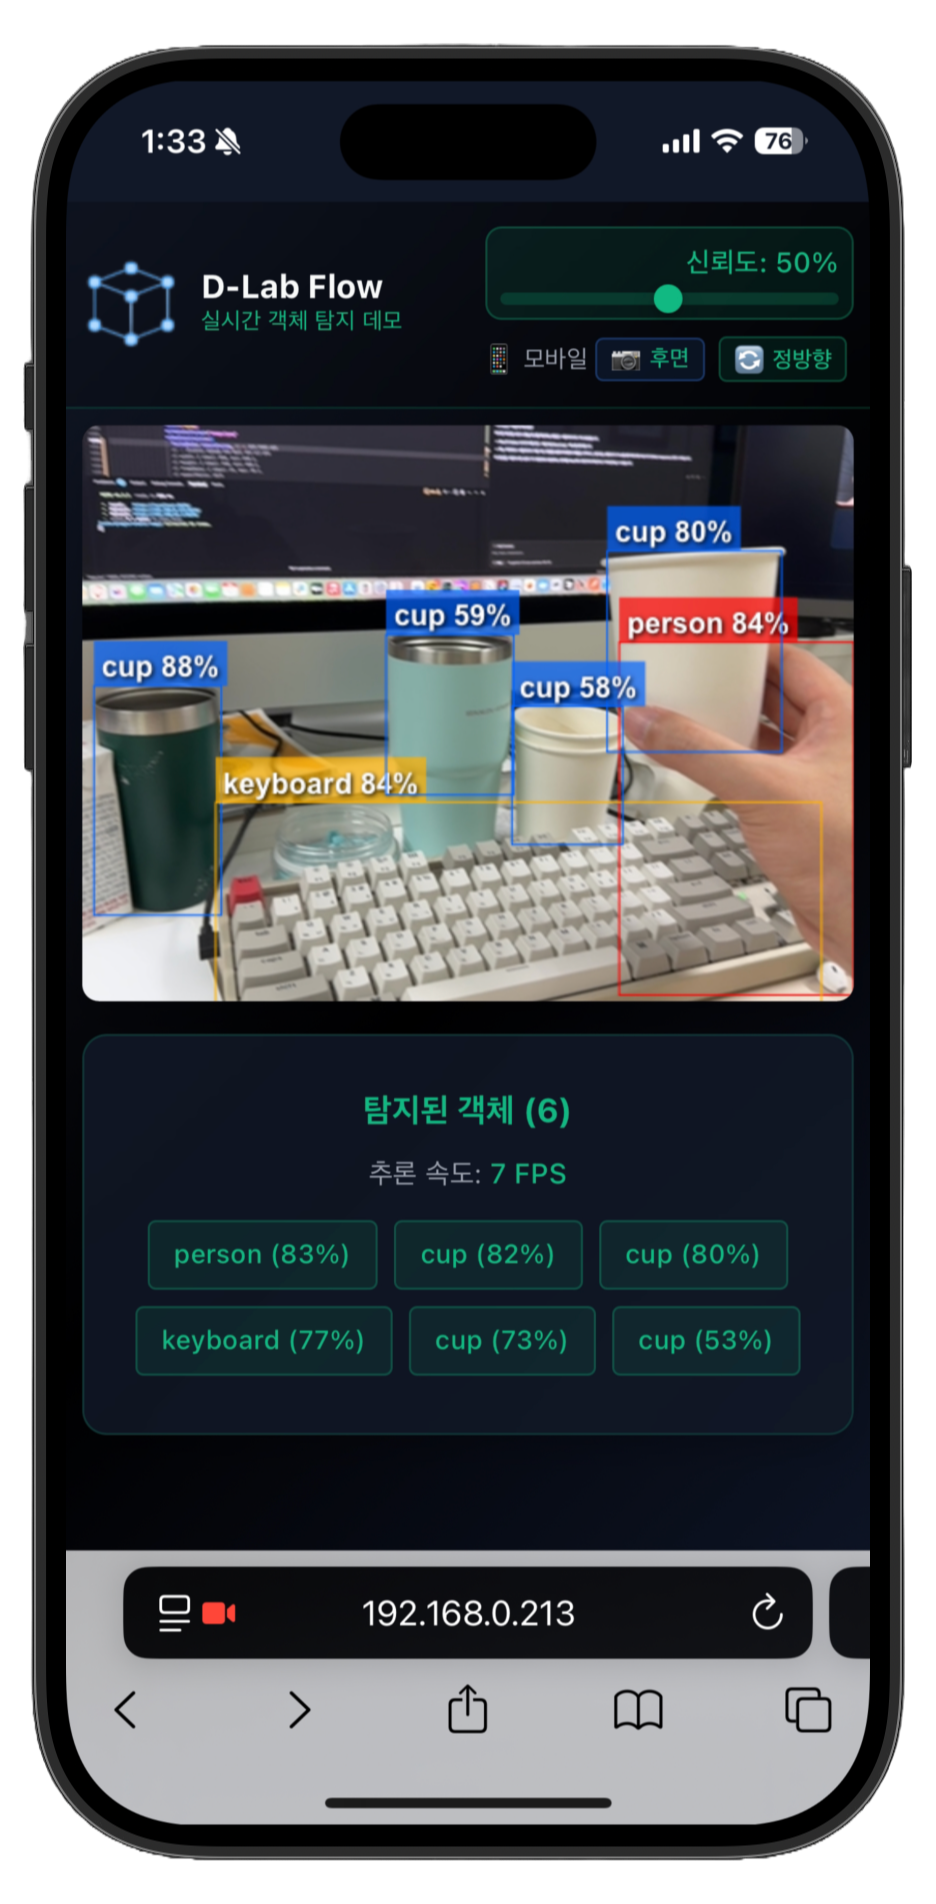 1:33
76
D-Lab Flow
실시간 객체 탐지 데모
신뢰도: 50%
모바일
후면
정방향
cup 80%
cup 59%
person 84%
cup 88%
cup 58%
keyboard 84%
탐지된 객체 (6)
추론 속도: 7 FPS
person (83%) cup (82%) cup (80%)
keyboard (77%) cup (73%) cup (53%)
192.168.0.213